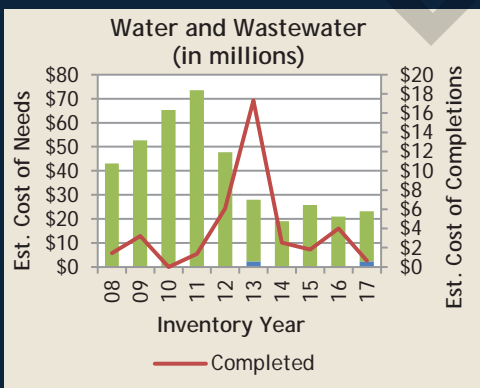 Water and Wastewater
(in millions)
Est. Cost of Needs
$80
$70
$60
$50
$40
$30
$20
$10
$0
$20
$18
$16
$14
$12
$10
$8
$6
$4
$2
$0
Est. Cost of Completions
08 09 10 11 12 13 14 15 16 17
Inventory Year
Completed